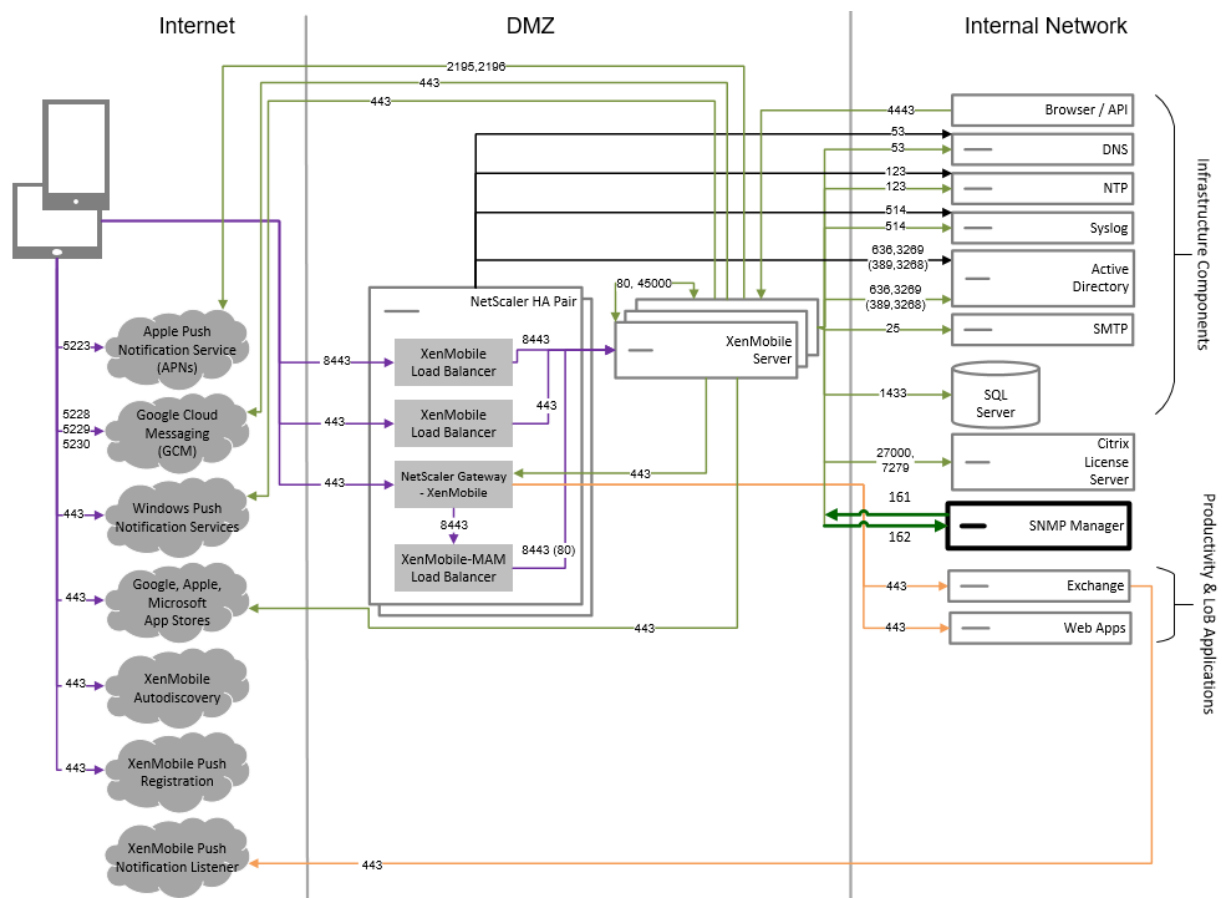 Internet
DMZ
Internal Network
2195,2196
443
443
4443
Browser / API
53
53
DNS
123
123
NTP
514
514
Syslog
636,3269
(389,3268)
636,3269
(389,3268)
Active
Directory
25
SMTP
1433
SQL
Server
27000,
7279
Citrix
License
Server
161
162
SNMP Manager
443
Exchange
443
Web Apps
Infrastructure Components
Productivity & LoB Applications
NetScaler HA Pair
80, 45000
XenMobile
Server
8443
XenMobile
Load Balancer
8443
443
XenMobile
Load Balancer
443
443
NetScaler Gateway
- XenMobile
443
8443
XenMobile-MAM
Load Balancer
8443 (80)
443
5223
Apple Push
Notification Service
(APNs)
5228
5229
5230
Google Cloud
Messaging
(GCM)
443
Windows Push
Notification Services
443
Google, Apple,
Microsoft
App Stores
443
XenMobile
Autodiscovery
443
XenMobile Push
Registration
XenMobile Push
Notification Listener
443